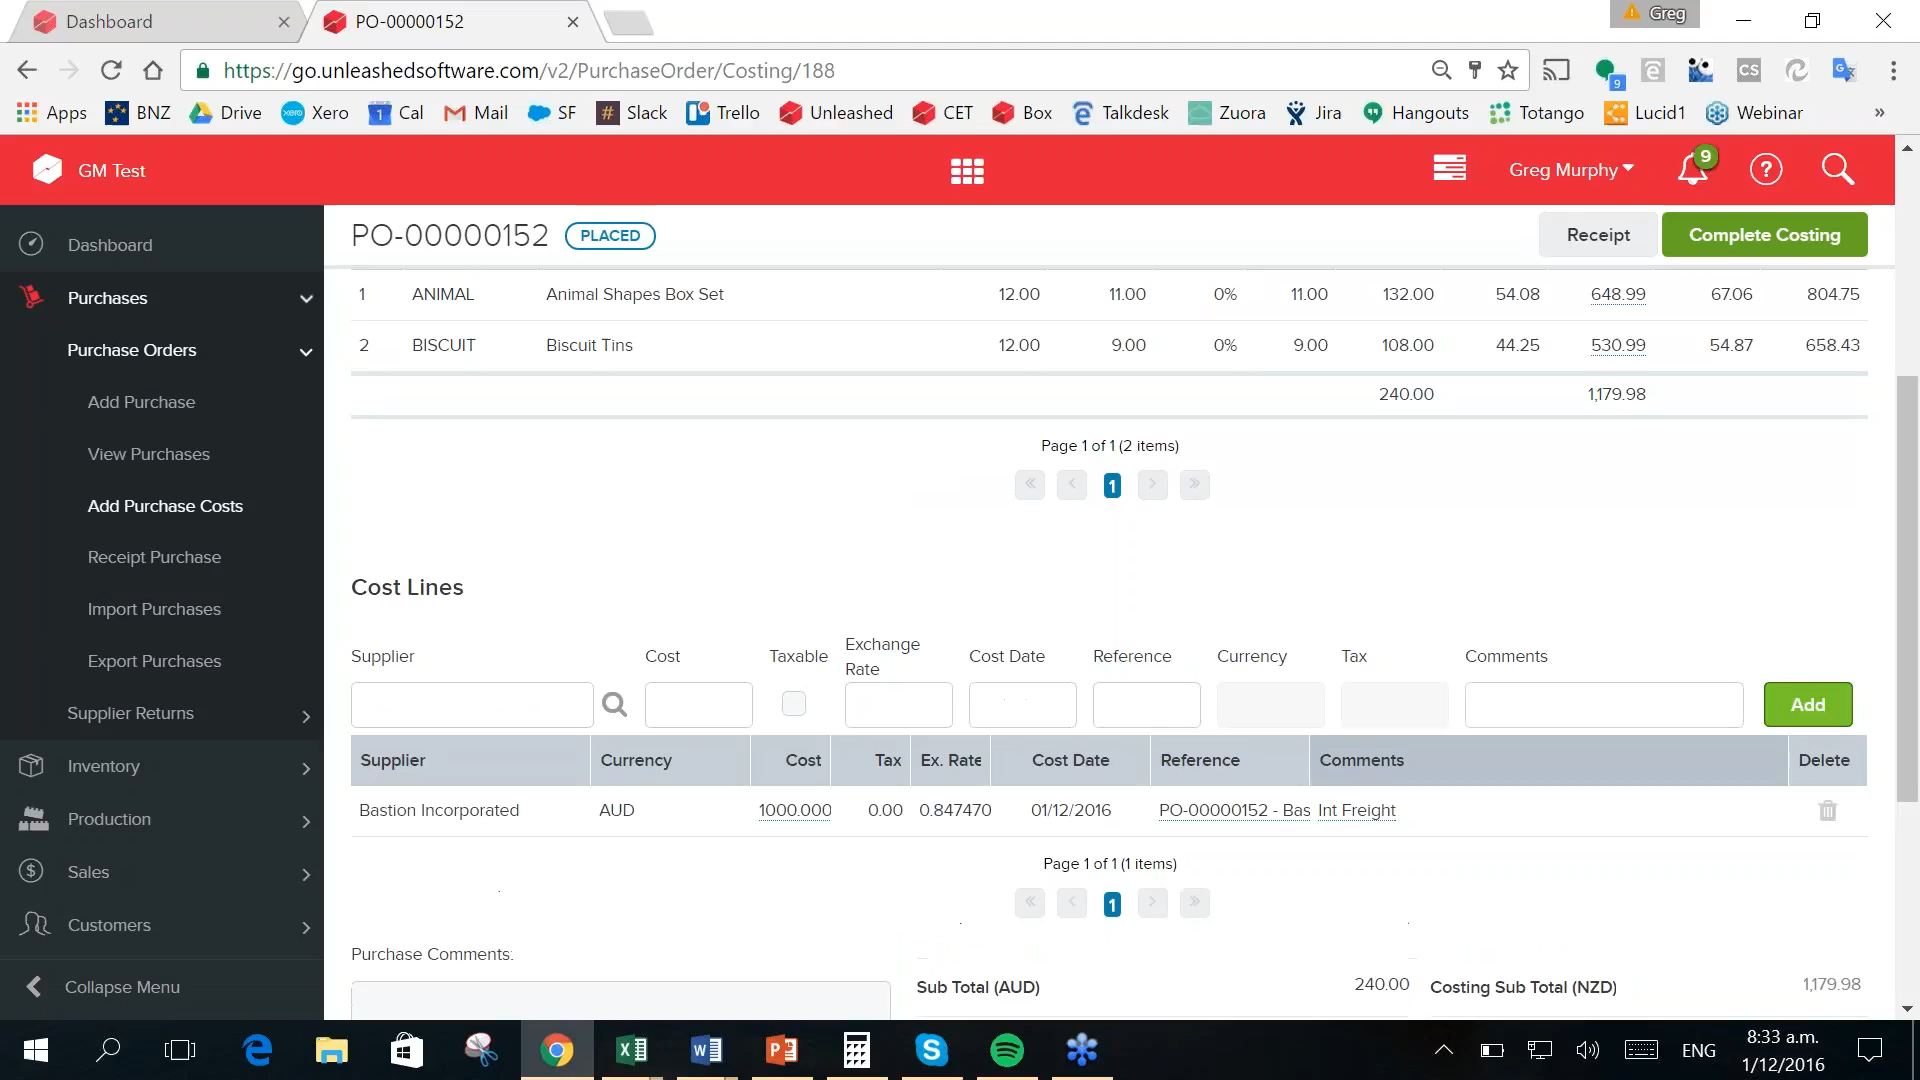 Dashboard
PO-00000152
Greg
https://go.unleashedsoftware.com/v2/PurchaseOrder/Costing/188
9
CS
Apps BNZ Drive Xero Cal Mail SF Slack Trello Unleashed CET Box Talkdesk Zuora Jira Hangouts Totango Lucid1 Webinar »
GM Test
Greg Murphy
9
?
Dashboard
Purchases
Purchase Orders
Add Purchase
View Purchases
Add Purchase Costs
Receipt Purchase
Import Purchases
Export Purchases
Supplier Returns
Inventory
Production
Sales
Customers
Collapse Menu
PO-00000152 PLACED
Receipt
Complete Costing
1 ANIMAL Animal Shapes Box Set 12.00 11.00 0% 11.00 132.00 54.08 648.99 67.06 804.75
2 BISCUIT Biscuit Tins 12.00 9.00 0% 9.00 108.00 44.25 530.99 54.87 658.43
240.00 1,179.98
Page 1 of 1 (2 items)
« ‹ 1 › »
Cost Lines
Supplier Cost Taxable Exchange Rate Cost Date Reference Currency Tax Comments
Add
Supplier Currency Cost Tax Ex. Rate Cost Date Reference Comments Delete
Bastion Incorporated AUD 1000.000 0.00 0.847470 01/12/2016 PO-00000152 - Bas Int Freight
Page 1 of 1 (1 items)
« ‹ 1 › »
Purchase Comments:
Sub Total (AUD) 240.00 Costing Sub Total (NZD) 1,179.98
ENG
8:33 a.m.
1/12/2016